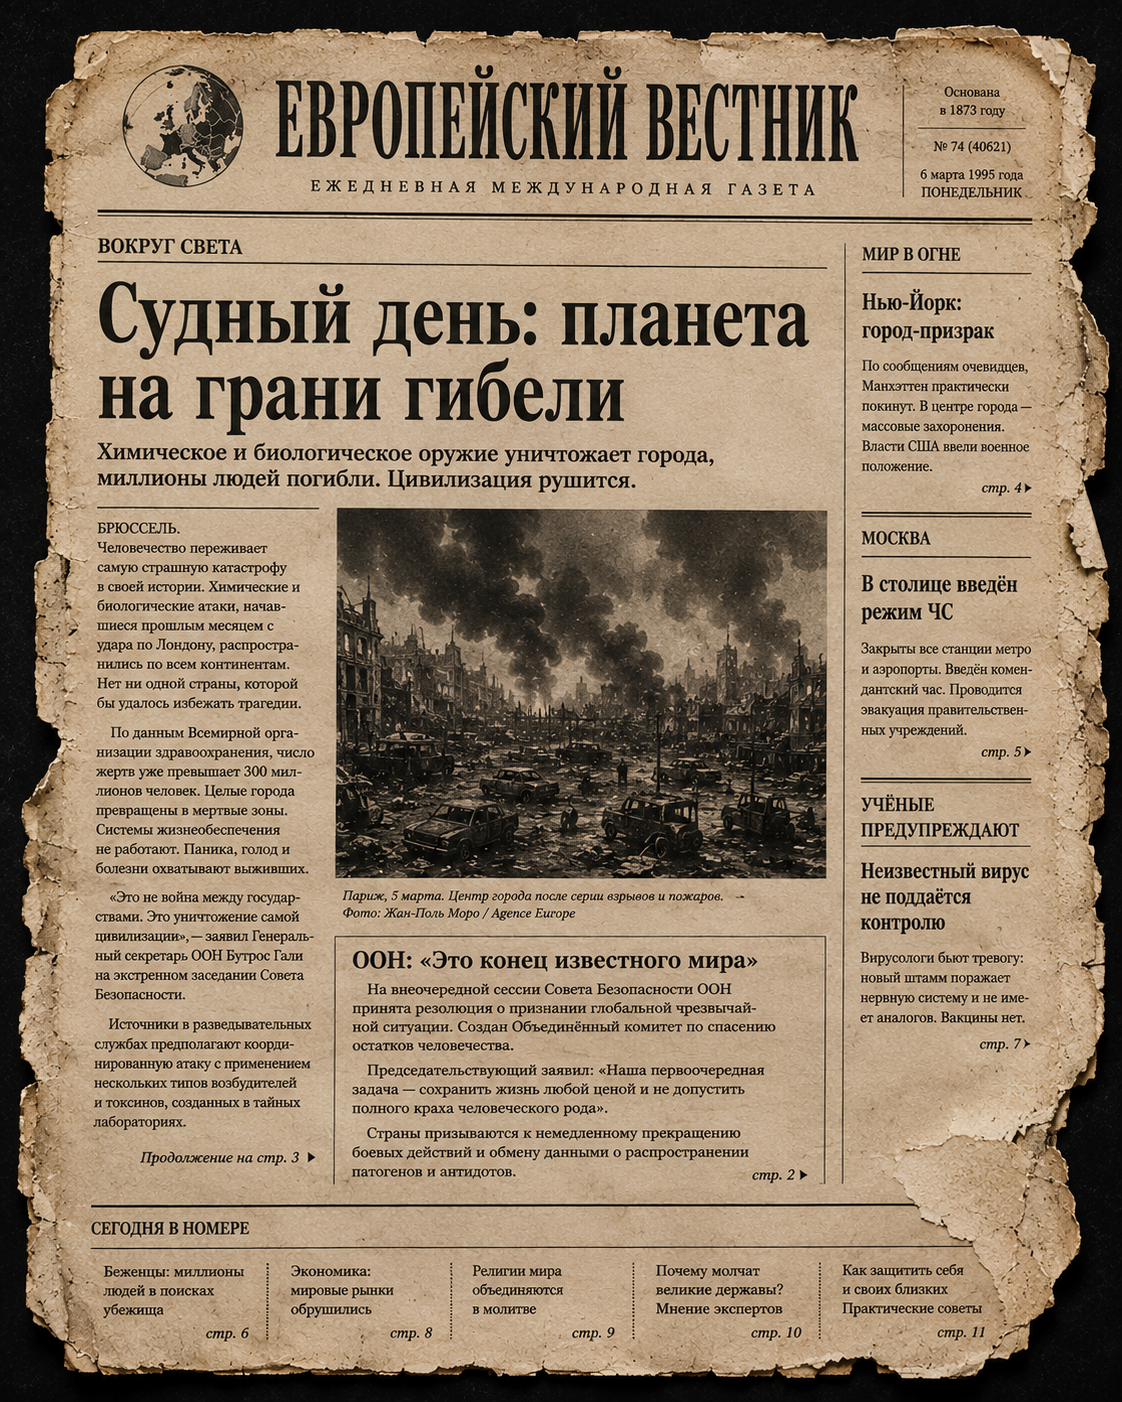 ЕВРОПЕЙСКИЙ ВЕСТНИК
ЕЖЕДНЕВНАЯ МЕЖДУНАРОДНАЯ ГАЗЕТА
Основана
в 1873 году
№ 74 (40621)
6 марта 1995 года
ПОНЕДЕЛЬНИК
ВОКРУГ СВЕТА
Судный день: планета
на грани гибели
Химическое и биологическое оружие уничтожает города,
миллионы людей погибли. Цивилизация рушится.
БРЮССЕЛЬ.
Человечество переживает
самую страшную катастрофу
в своей истории. Химические и
биологические атаки, начав-
шиеся прошлым месяцем с
удара по Лондону, распростра-
нились по всем континентам.
Нет ни одной страны, которой
бы удалось избежать трагедии.
По данным Всемирной орга-
низации здравоохранения, число
жертв уже превышает 300 мил-
лионов человек. Целые города
превращены в мертвые зоны.
Системы жизнеобеспечения
не работают. Паника, голод и
болезни охватывают выживших.
«Это не война между государ-
ствами. Это уничтожение самой
цивилизации», — заявил Генераль-
ный секретарь ООН Бутрос Гали
на экстренном заседании Совета
Безопасности.
Источники в разведывательных
службах предполагают коорди-
нированную атаку с применением
нескольких типов возбудителей
и токсинов, созданных в тайных
лабораториях.
Продолжение на стр. 3
Париж, 5 марта. Центр города после серии взрывов и пожаров.
Фото: Жан-Поль Моро / Agence Europe
ООН: «Это конец известного мира»
На внеочередной сессии Совета Безопасности ООН
принята резолюция о признании глобальной чрезвычай-
ной ситуации. Создан Объединённый комитет по спасению
остатков человечества.
Председательствующий заявил: «Наша первоочередная
задача — сохранить жизнь любой ценой и не допустить
полного краха человеческого рода».
Страны призываются к немедленному прекращению
боевых действий и обмену данными о распространении
патогенов и антидотов.
стр. 2
МИР В ОГНЕ
Нью-Йорк:
город-призрак
По сообщениям очевидцев,
Манхэттен практически
покинут. В центре города —
массовые захоронения.
Власти США ввели военное
положение.
стр. 4
МОСКВА
В столице введён
режим ЧС
Закрыты все станции метро
и аэропорты. Введён комен-
дантский час. Проводится
эвакуация правительствен-
ных учреждений.
стр. 5
УЧЁНЫЕ
ПРЕДУПРЕЖДАЮТ
Неизвестный вирус
не поддаётся
контролю
Вирусологи бьют тревогу:
новый штамм поражает
нервную систему и не име-
ет аналогов. Вакцины нет.
стр. 7
СЕГОДНЯ В НОМЕРЕ
Беженцы: миллионы
людей в поисках
убежища
стр. 6
Экономика:
мировые рынки
обрушились
стр. 8
Религии мира
объединяются
в молитве
стр. 9
Почему молчат
великие державы?
Мнение экспертов
стр. 10
Как защитить себя
и своих близких
Практические советы
стр. 11